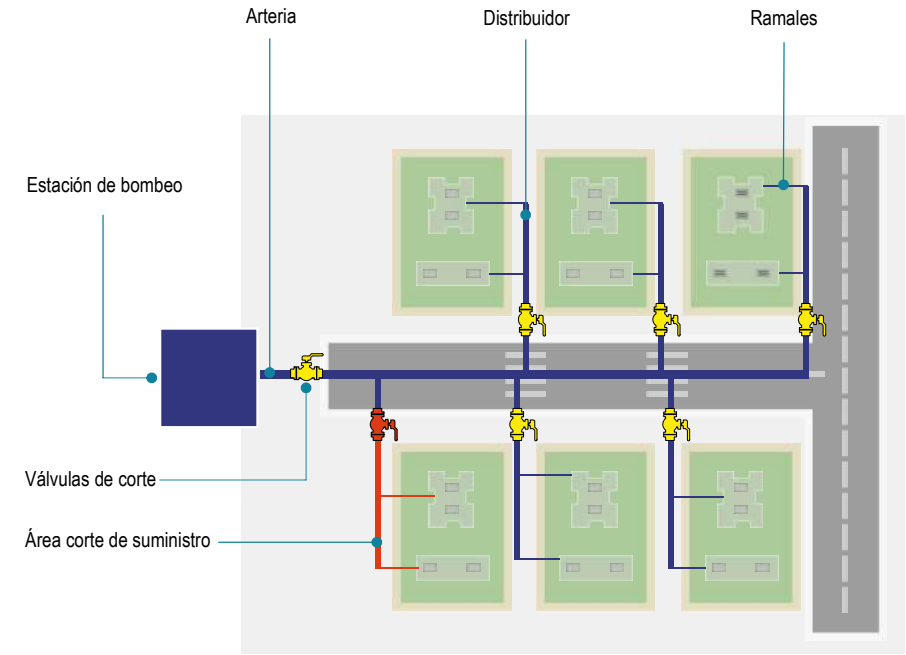 Arteria
Distribuidor
Ramales
Estación de bombeo
Válvulas de corte
Área corte de suministro